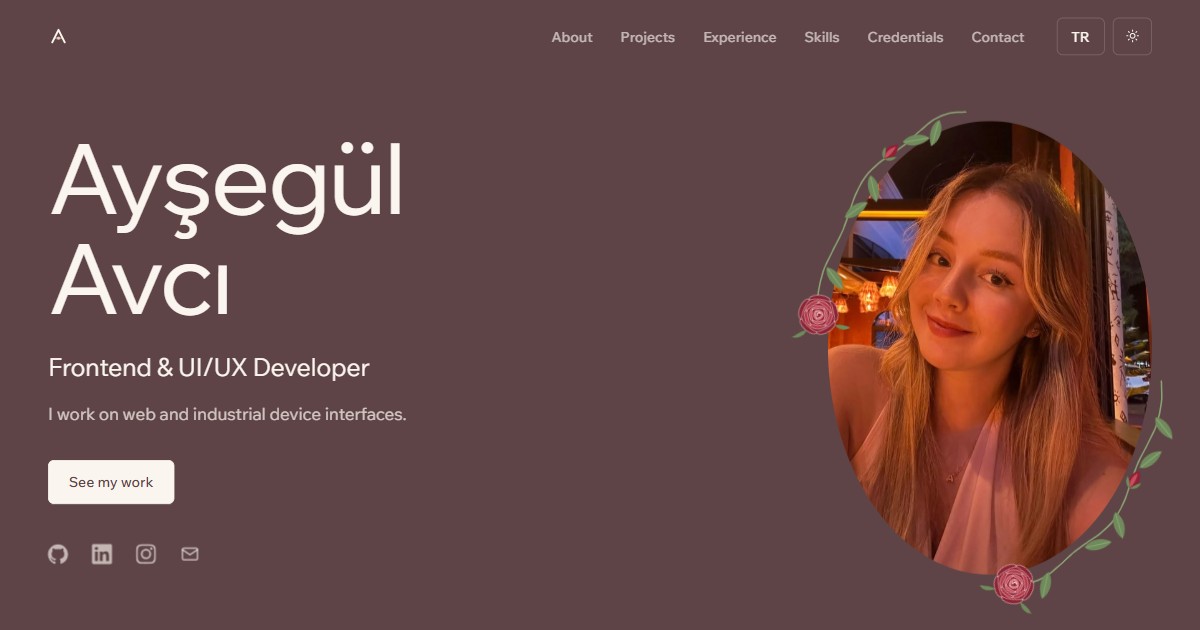 About Projects Experience Skills Credentials Contact TR
Ayşegül
Avcı
Frontend & UI/UX Developer
I work on web and industrial device interfaces.
See my work